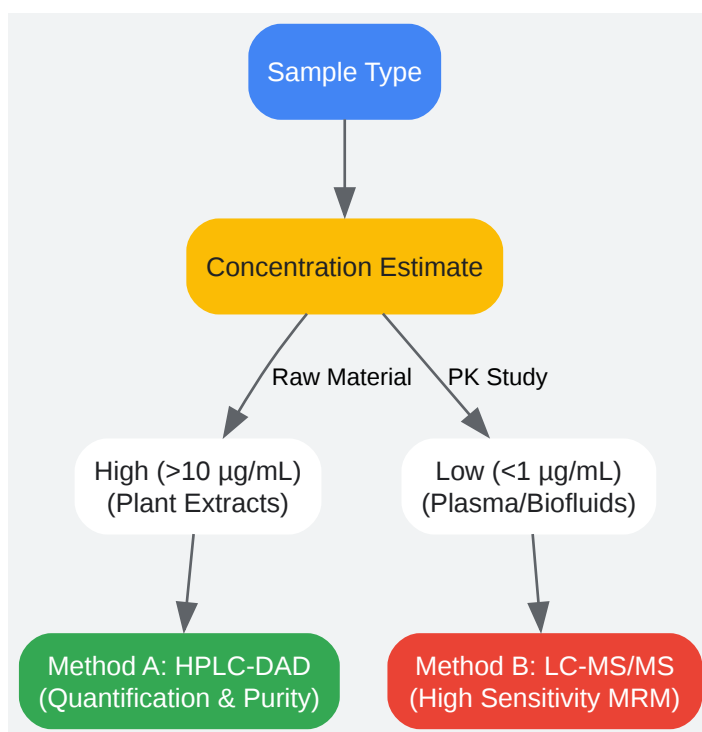 Sample Type
Concentration Estimate
Raw Material
PK Study
High (>10 µg/mL)
(Plant Extracts)
Low (<1 µg/mL)
(Plasma/Biofluids)
Method A: HPLC-DAD
(Quantification & Purity)
Method B: LC-MS/MS
(High Sensitivity MRM)